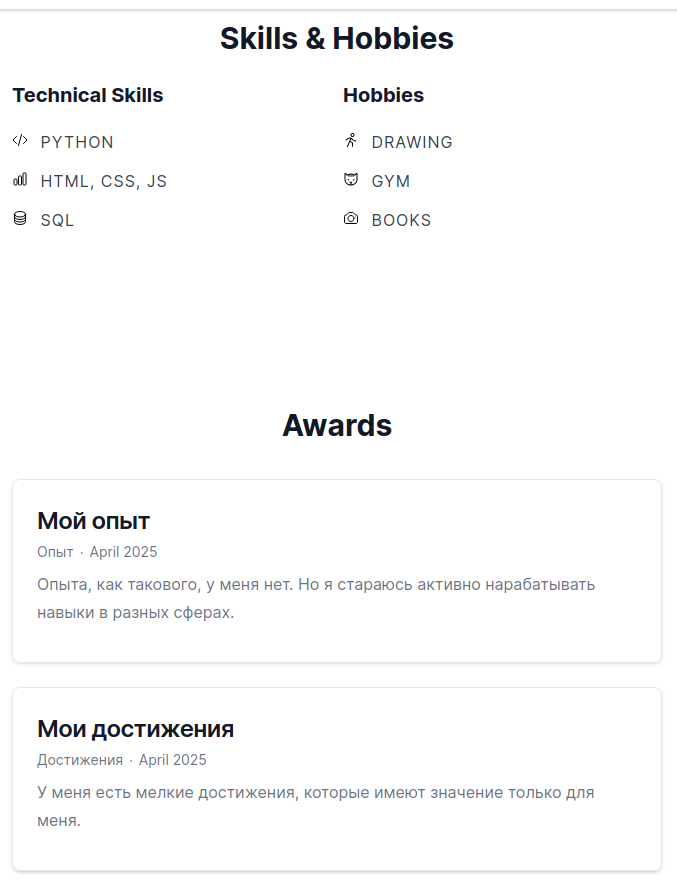 Skills & Hobbies
Technical Skills
PYTHON
HTML, CSS, JS
SQL
Hobbies
DRAWING
GYM
BOOKS
Awards
Мой опыт
Опыт · April 2025
Опыта, как такового, у меня нет. Но я стараюсь активно нарабатывать
навыки в разных сферах.
Мои достижения
Достижения · April 2025
У меня есть мелкие достижения, которые имеют значение только для
меня.